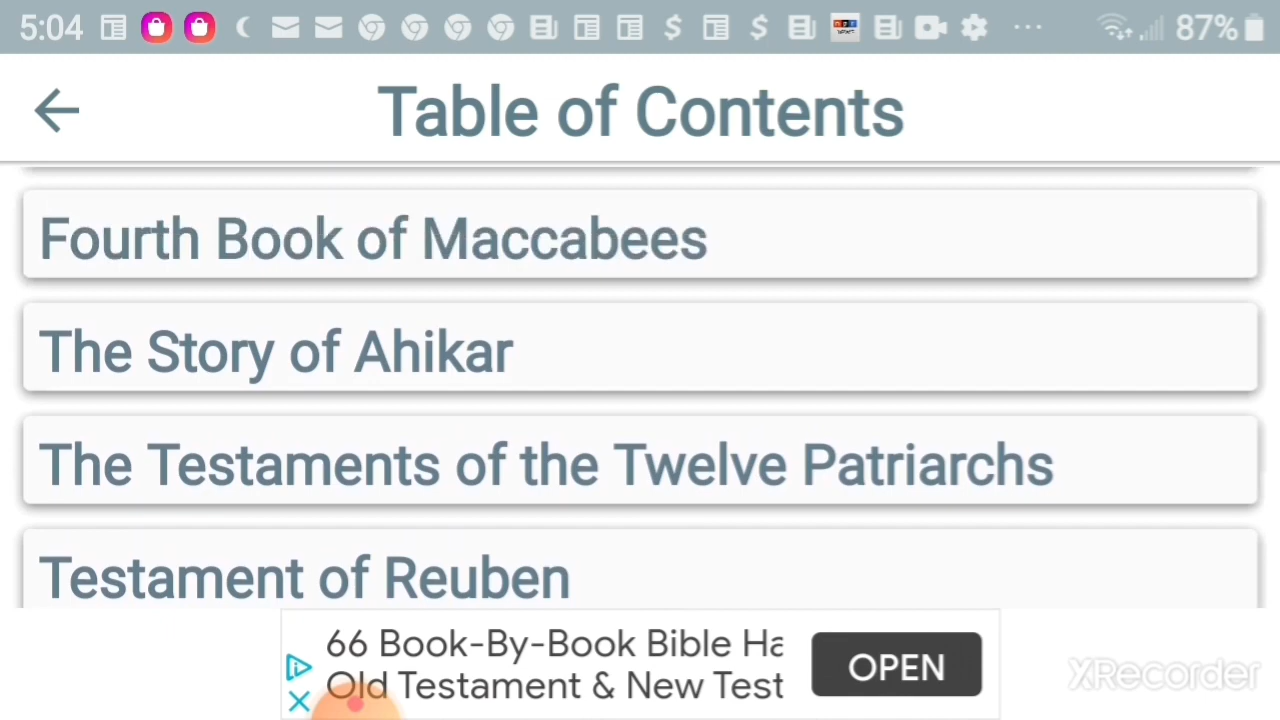 5:04
87%
Table of Contents
Fourth Book of Maccabees
The Story of Ahikar
The Testaments of the Twelve Patriarchs
Testament of Reuben
66 Book-By-Book Bible Ha
Old Testament & New Test
OPEN
XRecorder